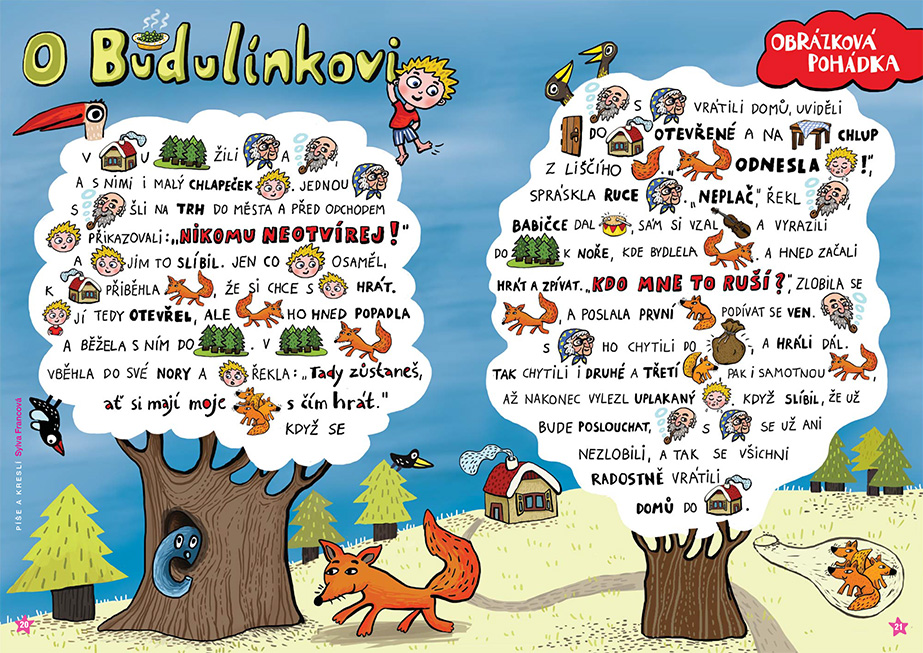 O Budulínkovi
OBRÁZKOVÁ
POHÁDKA
V U ŽILI A ,
A S NIMI I MALÝ CHLAPEČEK . JEDNOU
S ŠLI NA TRH DO MĚSTA A PŘED ODCHODEM
PŘIKAZOVALI: „NIKOMU NEOTVÍREJ!"
A JÍM TO SLÍBIL. JEN CO OSAMĚL,
K PŘIBĚHLA , ŽE SI CHCE S HRÁT.
JÍ TEDY OTEVŘEL, ALE HO HNED POPADLA
A BĚŽELA S NÍM DO . V
VBĚHLA DO SVÉ NORY A ŘEKLA: „Tady zůstaneš,
ať si mají moje s čím hrát."
KDYŽ SE
S VRÁTILI DOMŮ, UVIDĚLI
DO OTEVŘENÉ A NA CHLUP
Z LIŠČÍHO . „ ODNESLA !",
SPRÁSKLA RUCE . „NEPLAČ," ŘEKL ,
BABIČCE DAL , SÁM SI VZAL A VYRAZILI
DO K NOŘE, KDE BYDLELA , A HNED ZAČALI
HRÁT A ZPÍVAT. „KDO MNE TO RUŠÍ?", ZLOBILA SE
, A POSLALA PRVNÍ PODÍVAT SE VEN.
S HO CHYTILI DO , A HRÁLI DÁL.
TAK CHYTILI I DRUHÉ A TŘETÍ , PAK I SAMOTNOU ,
AŽ NAKONEC VYLEZL UPLAKANÝ . KDYŽ SLÍBIL, ŽE UŽ
BUDE POSLOUCHAT, S SE UŽ ANI
NEZLOBILI, A TAK SE VŠICHNI
RADOSTNĚ VRÁTILI
DOMŮ DO .
PÍŠE A KRESLÍ Sylva Francová
20
21